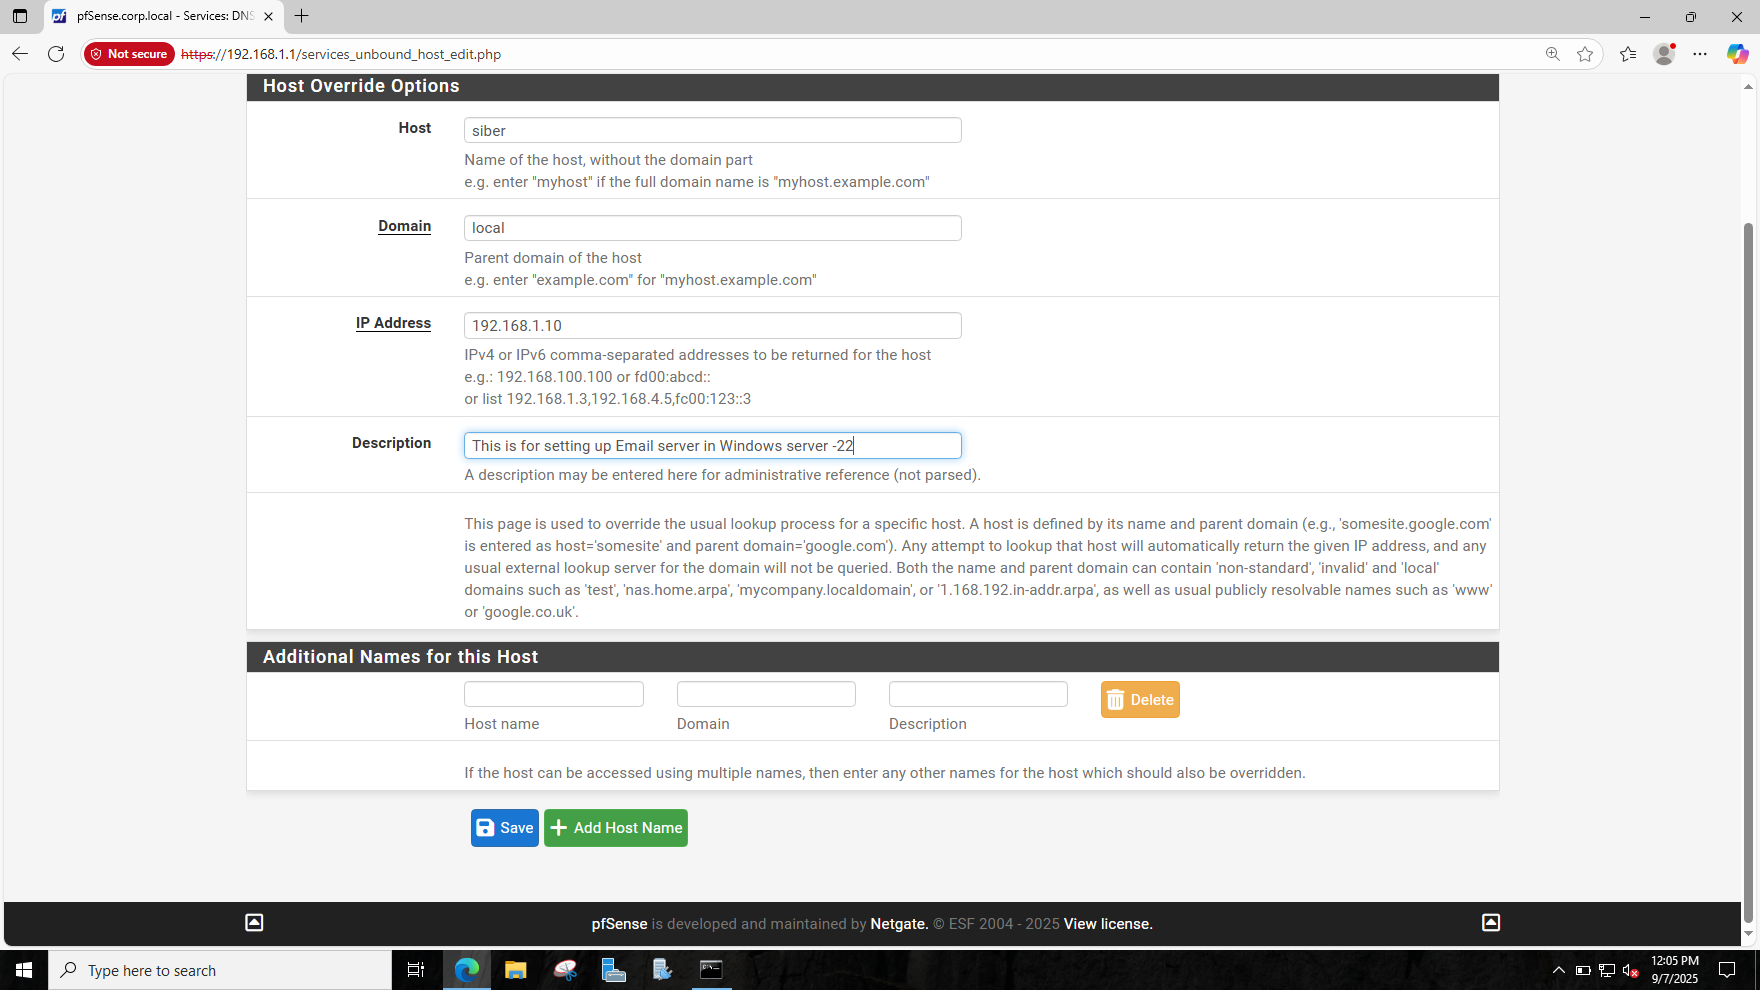 pfSense.corp.local - Services: DNS
Not secure
https://192.168.1.1/services_unbound_host_edit.php
Host Override Options
Host
siber
Name of the host, without the domain part
e.g. enter "myhost" if the full domain name is "myhost.example.com"
Domain
local
Parent domain of the host
e.g. enter "example.com" for "myhost.example.com"
IP Address
192.168.1.10
IPv4 or IPv6 comma-separated addresses to be returned for the host
e.g.: 192.168.100.100 or fd00:abcd::
or list 192.168.1.3,192.168.4.5,fc00:123::3
Description
This is for setting up Email server in Windows server -22
A description may be entered here for administrative reference (not parsed).
This page is used to override the usual lookup process for a specific host. A host is defined by its name and parent domain (e.g., 'somesite.google.com'
is entered as host='somesite' and parent domain='google.com'). Any attempt to lookup that host will automatically return the given IP address, and any
usual external lookup server for the domain will not be queried. Both the name and parent domain can contain 'non-standard', 'invalid' and 'local'
domains such as 'test', 'nas.home.arpa', 'mycompany.localdomain', or '1.168.192.in-addr.arpa', as well as usual publicly resolvable names such as 'www'
or 'google.co.uk'.
Additional Names for this Host
Delete
Host name
Domain
Description
If the host can be accessed using multiple names, then enter any other names for the host which should also be overridden.
Save
Add Host Name
pfSense is developed and maintained by Netgate. © ESF 2004 - 2025 View license.
Type here to search
12:05 PM
9/7/2025